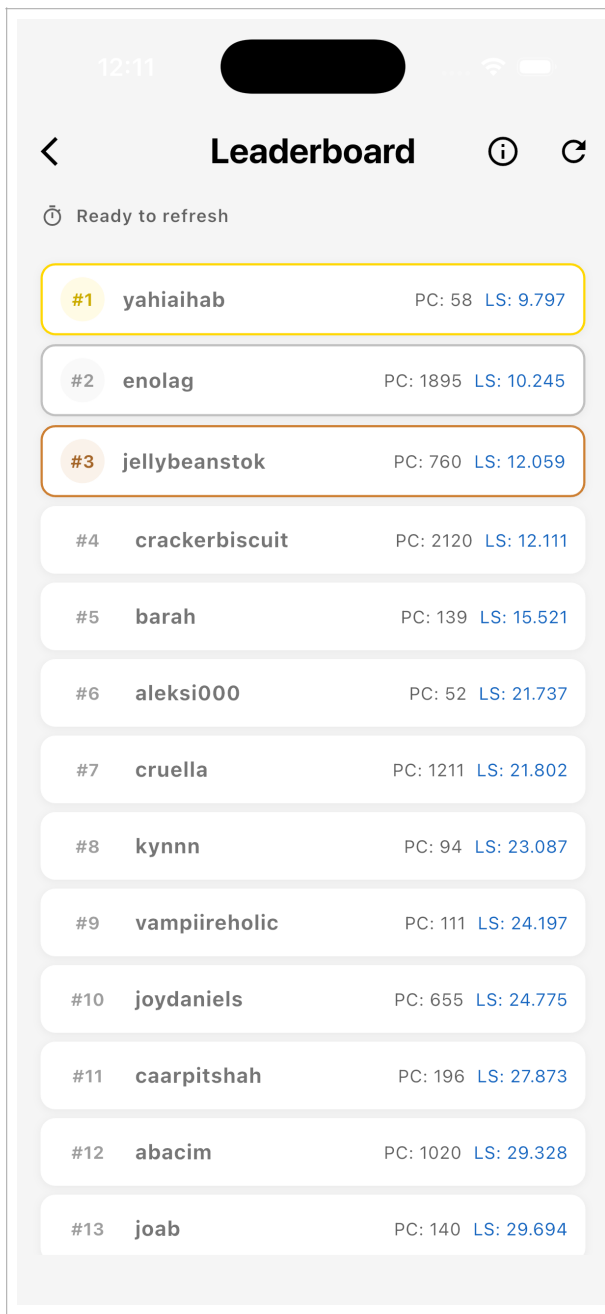 12:11
Leaderboard
Ready to refresh
#1 yahiaihab PC: 58 LS: 9.797
#2 enolag PC: 1895 LS: 10.245
#3 jellybeanstok PC: 760 LS: 12.059
#4 crackerbiscuit PC: 2120 LS: 12.111
#5 barah PC: 139 LS: 15.521
#6 aleksi000 PC: 52 LS: 21.737
#7 cruella PC: 1211 LS: 21.802
#8 kynnn PC: 94 LS: 23.087
#9 vampiireholic PC: 111 LS: 24.197
#10 joydaniels PC: 655 LS: 24.775
#11 caarpitshah PC: 196 LS: 27.873
#12 abacim PC: 1020 LS: 29.328
#13 joab PC: 140 LS: 29.694